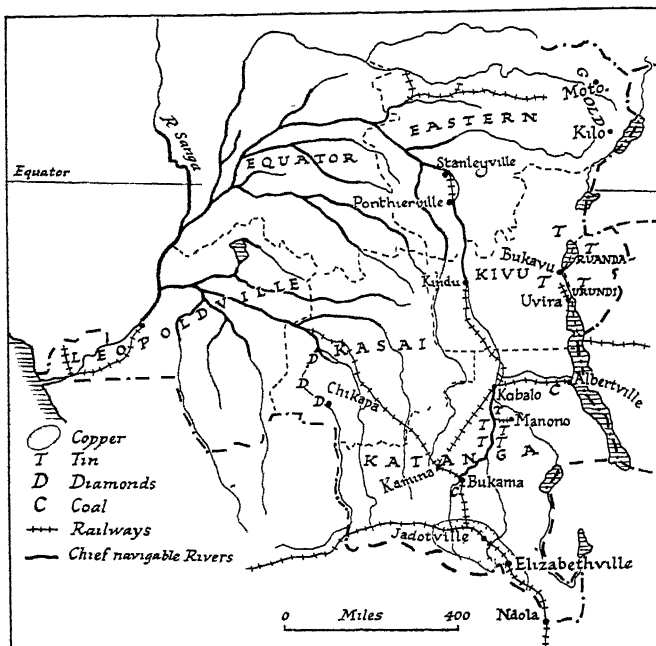 Moto
GOLD
Kilo
R Sanga
EASTERN
Equator
EQUATOR
Stanleyville
Ponthierville
T
T
RUANDA
Bukavu
T
T
URUNDI
KIVU
Kindu
Uvira
LEOPOLDVILLE
KASAI
D
D
D
Chikapa
C
Albertville
Kabalo
Manono
T
T
T
T
T
KATANGA
Kamina
C
Bukama
Copper
T Tin
D Diamonds
C Coal
Railways
Chief navigable Rivers
Jadotville
Elizabethville
0 Miles 400
Ndola